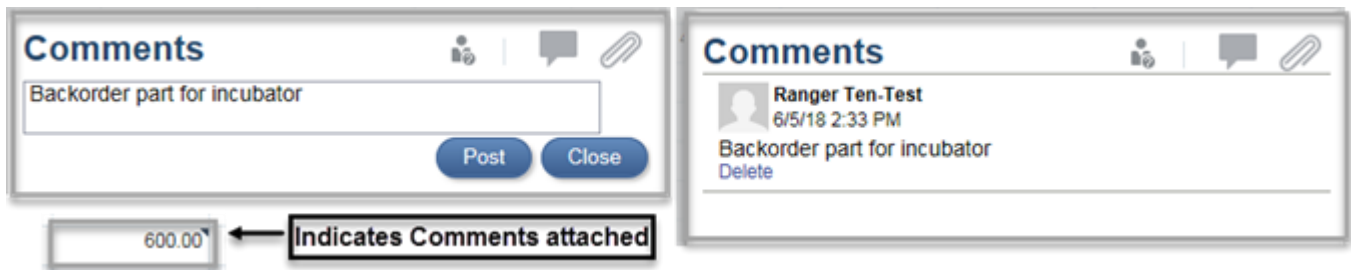 Comments
Backorder part for incubator
Post
Close
600.00
Indicates Comments attached
Comments
Ranger Ten-Test
6/5/18 2:33 PM
Backorder part for incubator
Delete